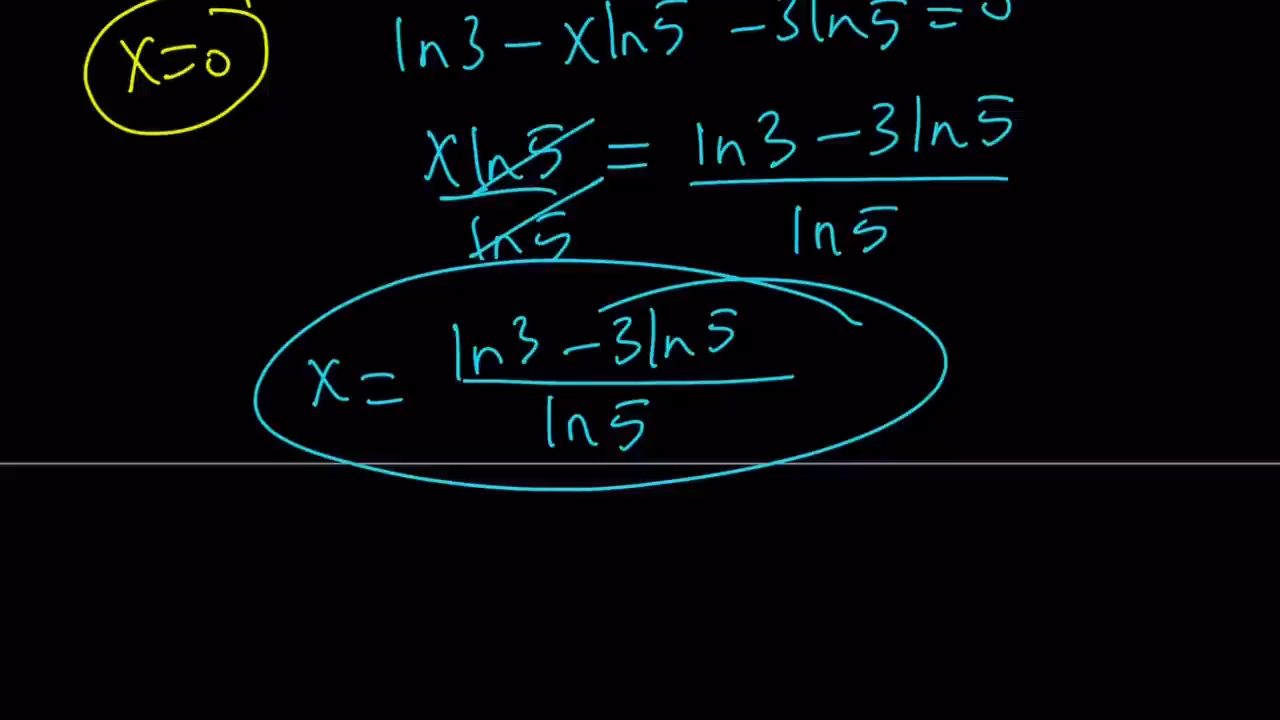 x=0
ln3 - xln5 - 3ln5 = 0
xln5/ln5 = (ln3 - 3ln5)/ln5
x = (ln3 - 3ln5)/ln5